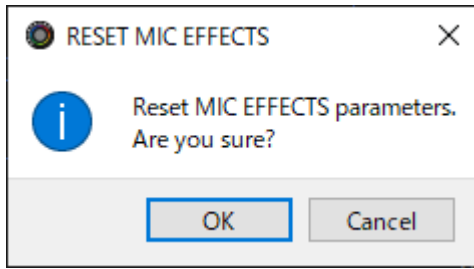 RESET MIC EFFECTS
Reset MIC EFFECTS parameters.
Are you sure?
OK
Cancel